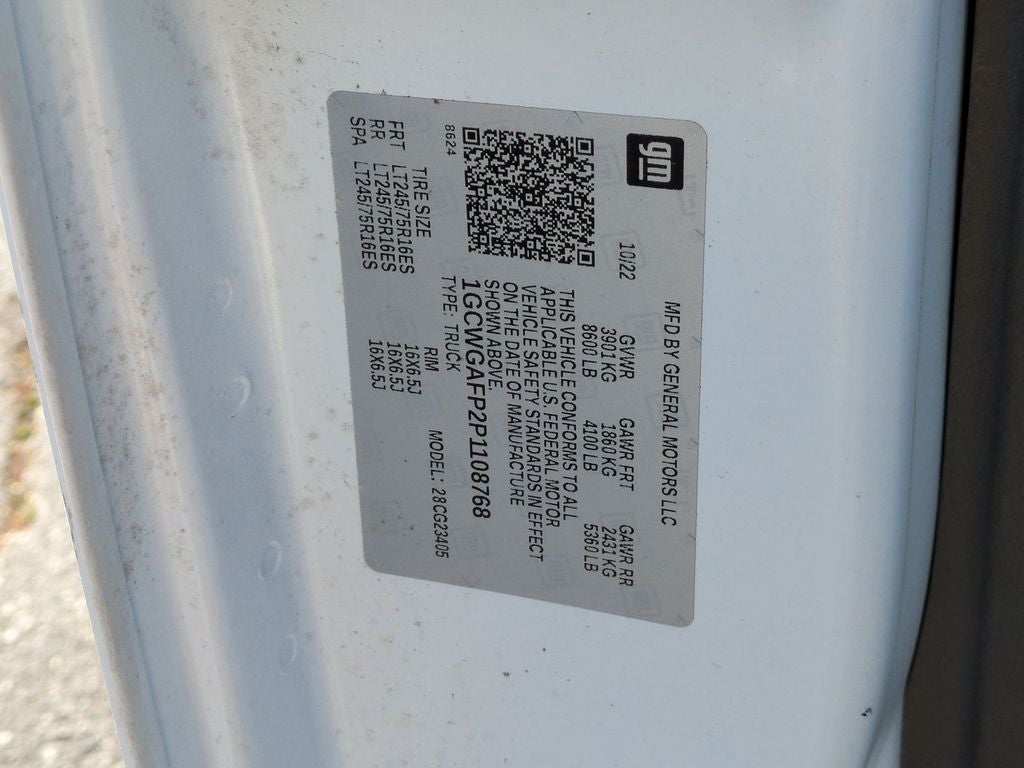 gm
MFD BY GENERAL MOTORS LLC
10/22
GVWR GAWR FRT GAWR RR
3901 KG 1860 KG 2431 KG
8600 LB 4100 LB 5360 LB
THIS VEHICLE CONFORMS TO ALL
APPLICABLE U.S. FEDERAL MOTOR
VEHICLE SAFETY STANDARDS IN EFFECT
ON THE DATE OF MANUFACTURE
SHOWN ABOVE.
1GCWGAFP2P1108768
8624
TYPE: TRUCK MODEL: 28CG23405
TIRE SIZE RIM
FRT LT245/75R16ES 16X6.5J
RR LT245/75R16ES 16X6.5J
SPA LT245/75R16ES 16X6.5J